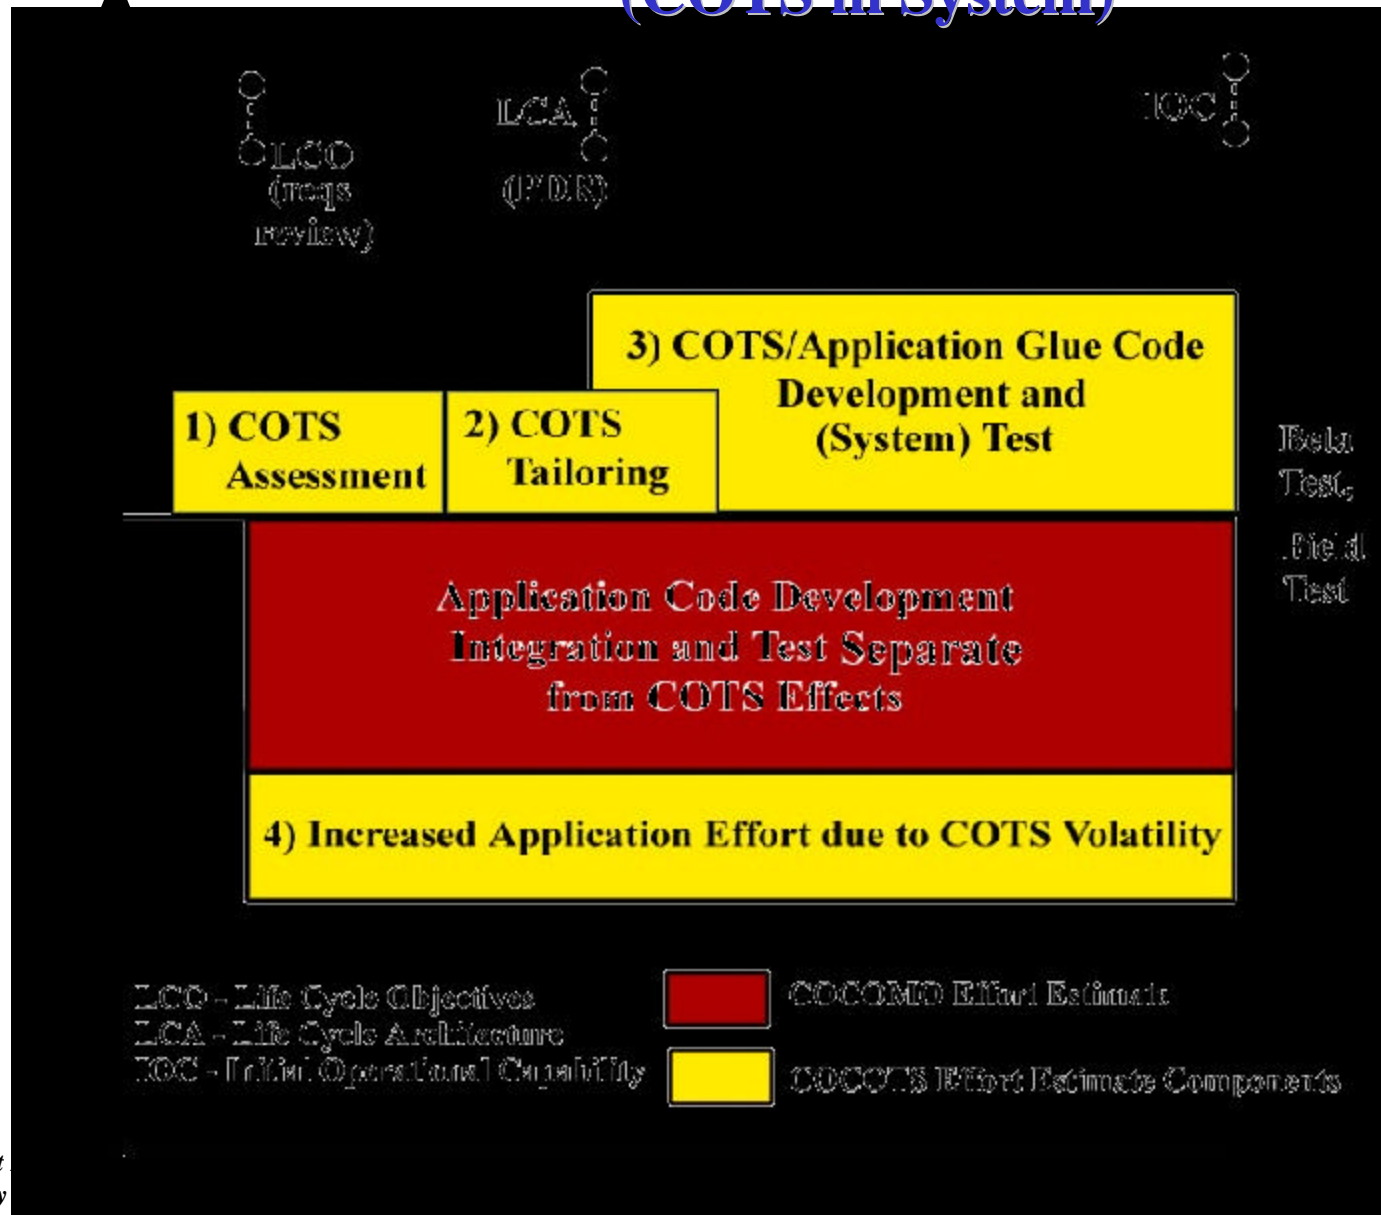 (COTS in System)
LCO
(reqs
review)
LCA
(PDR)
IOC
3) COTS/Application Glue Code
Development and
(System) Test
1) COTS
Assessment
2) COTS
Tailoring
Beta
Test,
Field
Test
Application Code Development
Integration and Test Separate
from COTS Effects
4) Increased Application Effort due to COTS Volatility
LCO - Life Cycle Objectives
LCA - Life Cycle Architecture
IOC - Initial Operational Capability
COCOMO Effort Estimate
COCOTS Effort Estimate Components